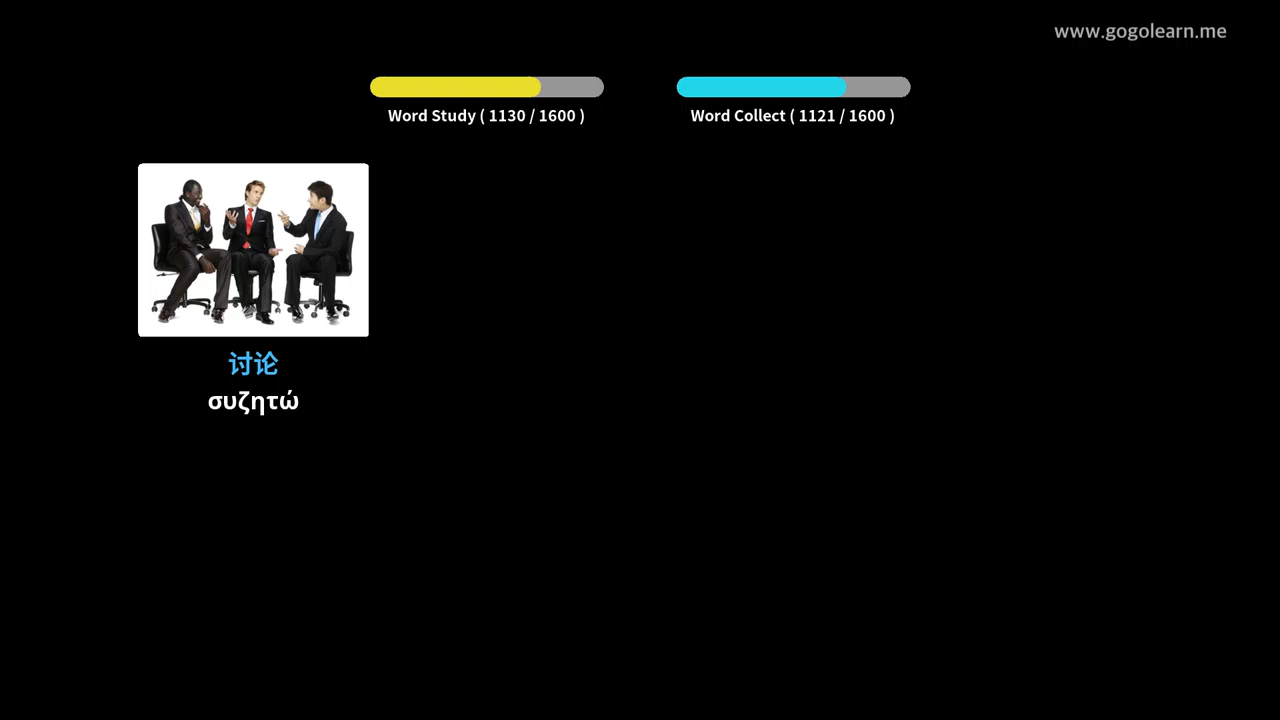 www.gogolearn.me
Word Study ( 1130 / 1600 )
Word Collect ( 1121 / 1600 )
讨论
συζητώ